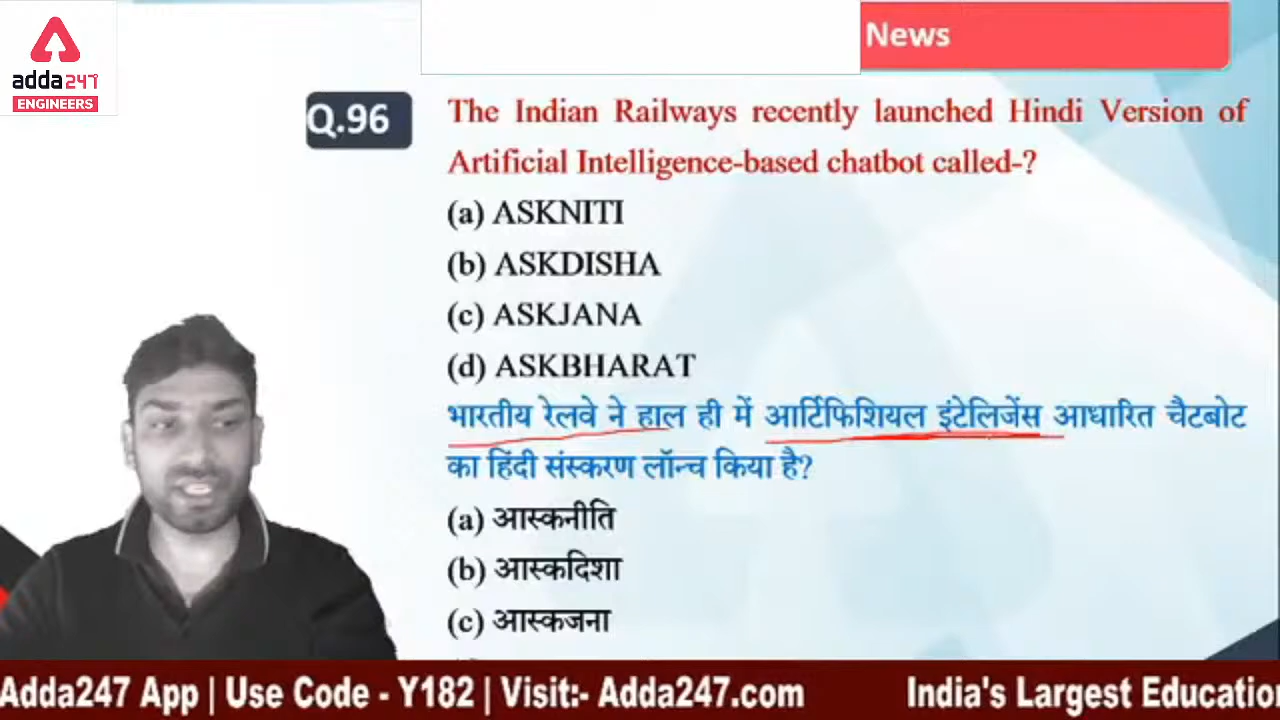 News
adda247
ENGINEERS
Q.96
The Indian Railways recently launched Hindi Version of
Artificial Intelligence-based chatbot called-?
(a) ASKNITI
(b) ASKDISHA
(c) ASKJANA
(d) ASKBHARAT
भारतीय रेलवे ने हाल ही में आर्टिफिशियल इंटेलिजेंस आधारित चैटबोट
का हिंदी संस्करण लॉन्च किया है?
(a) आस्कनीति
(b) आस्कदिशा
(c) आस्कजना
Adda247 App | Use Code - Y182 | Visit:- Adda247.com India's Largest Educatio